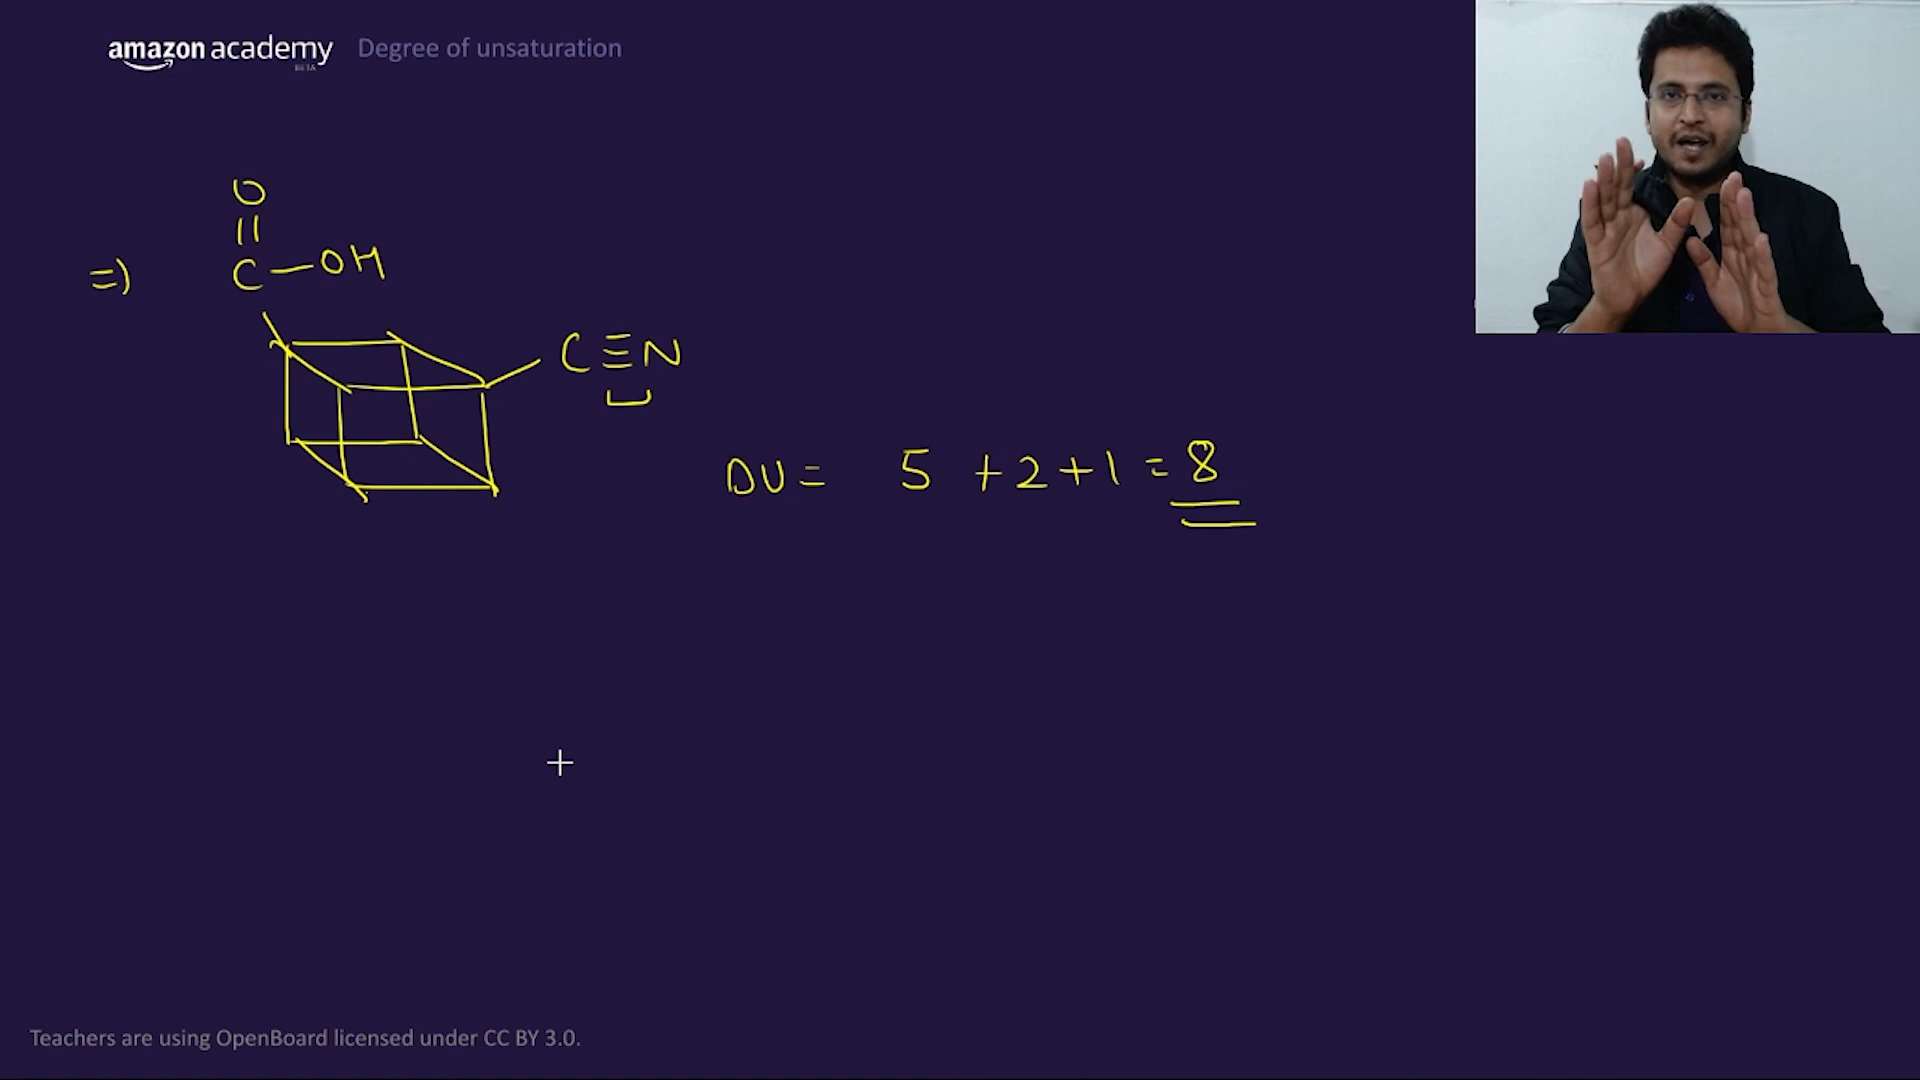 amazon academy Degree of unsaturation
BETA
O
||
=) C — OH
C ≡ N
DU = 5 + 2 + 1 = 8
Teachers are using OpenBoard licensed under CC BY 3.0.